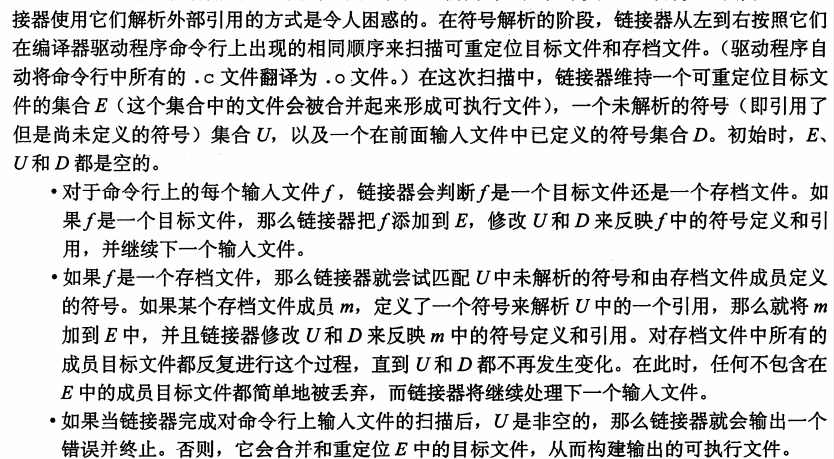 接器使用它们解析外部引用的方式是令人困惑的。在符号解析的阶段，链接器从左到右按照它们
在编译器驱动程序命令行上出现的相同顺序来扫描可重定位目标文件和存档文件。（驱动程序自
动将命令行中所有的 .c 文件翻译为 .o 文件。）在这次扫描中，链接器维持一个可重定位目标文
件的集合 E（这个集合中的文件会被合并起来形成可执行文件），一个未解析的符号（即引用了
但是尚未定义的符号）集合 U，以及一个在前面输入文件中已定义的符号集合 D。初始时，E、
U 和 D 都是空的。
• 对于命令行上的每个输入文件 f，链接器会判断 f 是一个目标文件还是一个存档文件。如
果 f 是一个目标文件，那么链接器把 f 添加到 E，修改 U 和 D 来反映 f 中的符号定义和引
用，并继续下一个输入文件。
• 如果 f 是一个存档文件，那么链接器就尝试匹配 U 中未解析的符号和由存档文件成员定义
的符号。如果某个存档文件成员 m，定义了一个符号来解析 U 中的一个引用，那么就将 m
加到 E 中，并且链接器修改 U 和 D 来反映 m 中的符号定义和引用。对存档文件中所有的
成员目标文件都反复进行这个过程，直到 U 和 D 都不再发生变化。在此时，任何不包含在
E 中的成员目标文件都简单地被丢弃，而链接器将继续处理下一个输入文件。
• 如果当链接器完成对命令行上输入文件的扫描后，U 是非空的，那么链接器就会输出一个
错误并终止。否则，它会合并和重定位 E 中的目标文件，从而构建输出的可执行文件。